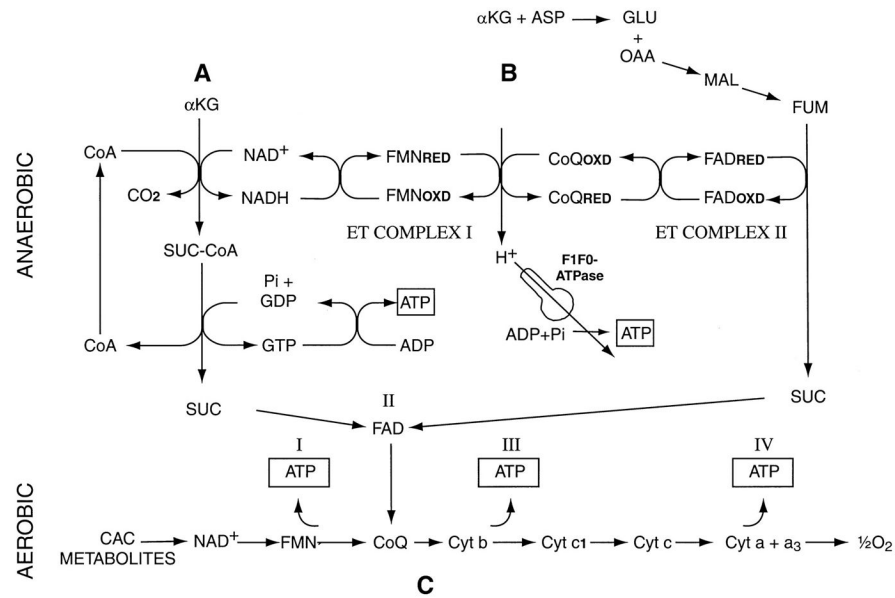 αKG + ASP GLU
+
OAA
MAL
FUM
A B
αKG
ANAEROBIC
CoA NAD+ FMNRED CoQOXD FADRED
CO2 NADH FMNOXD CoQRED FADOXD
ET COMPLEX I ET COMPLEX II
SUC-CoA
H+
F1F0-
ATPase
Pi +
GDP ATP
ADP+Pi ATP
CoA GTP ADP
SUC SUC
II
FAD
I III IV
ATP ATP ATP
AEROBIC
CAC
METABOLITES
NAD+ FMN CoQ Cyt b Cyt c1 Cyt c Cyt a + a3 ½O2
C